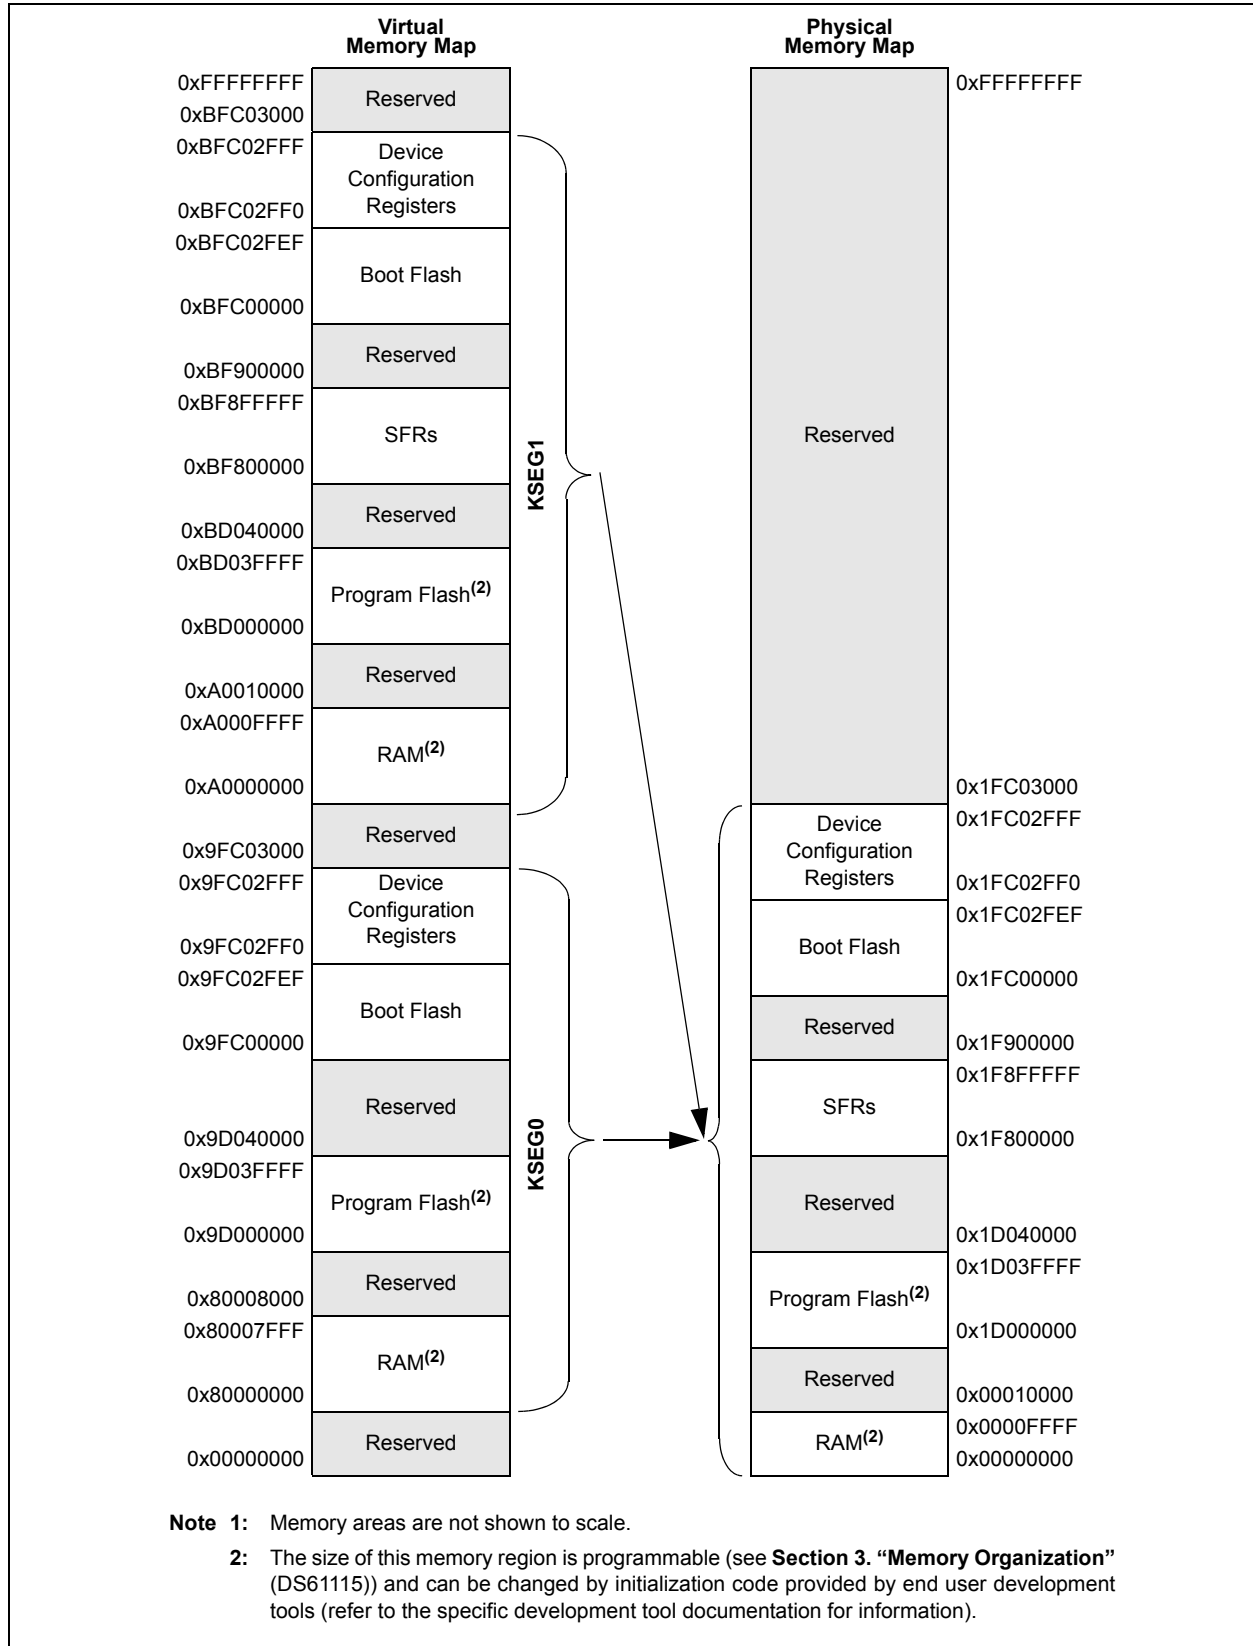 Virtual
Memory Map
0xFFFFFFFF
Reserved
0xBFC03000
0xBFC02FFF
Device
Configuration
Registers
0xBFC02FF0
0xBFC02FEF
Boot Flash
0xBFC00000
Reserved
0xBF900000
0xBF8FFFFF
SFRs
0xBF800000
Reserved
0xBD040000
0xBD03FFFF
Program Flash(2)
0xBD000000
Reserved
0xA0010000
0xA000FFFF
RAM(2)
0xA0000000
Reserved
0x9FC03000
0x9FC02FFF
Device
Configuration
Registers
0x9FC02FF0
0x9FC02FEF
Boot Flash
0x9FC00000
Reserved
0x9D040000
0x9D03FFFF
Program Flash(2)
0x9D000000
Reserved
0x80008000
0x80007FFF
RAM(2)
0x80000000
Reserved
0x00000000
KSEG1
KSEG0
Physical
Memory Map
0xFFFFFFFF
Reserved
0x1FC03000
0x1FC02FFF
Device
Configuration
Registers
0x1FC02FF0
0x1FC02FEF
Boot Flash
0x1FC00000
Reserved
0x1F900000
0x1F8FFFFF
SFRs
0x1F800000
Reserved
0x1D040000
0x1D03FFFF
Program Flash(2)
0x1D000000
Reserved
0x00010000
0x0000FFFF
RAM(2)
0x00000000
Note 1: Memory areas are not shown to scale.
2: The size of this memory region is programmable (see Section 3. “Memory Organization”
(DS61115)) and can be changed by initialization code provided by end user development
tools (refer to the specific development tool documentation for information).